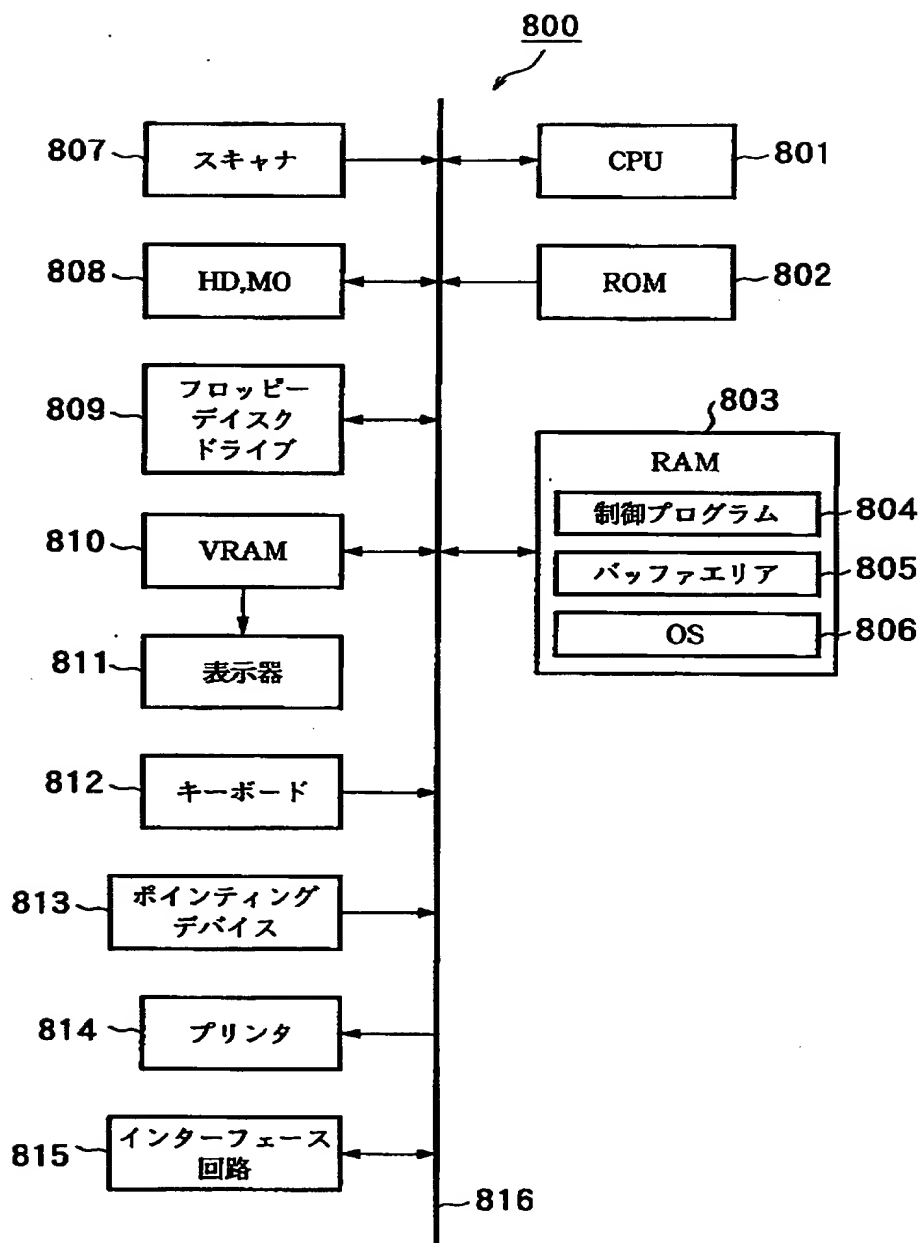 800
807
スキャナ
CPU
801
808
HD,MO
ROM
802
809
フロッピー
デイスク
ドライブ
803
RAM
制御プログラム
804
バッファエリア
805
OS
806
810
VRAM
811
表示器
812
キーボード
813
ポインティング
デバイス
814
プリンタ
815
インターフェース
回路
816